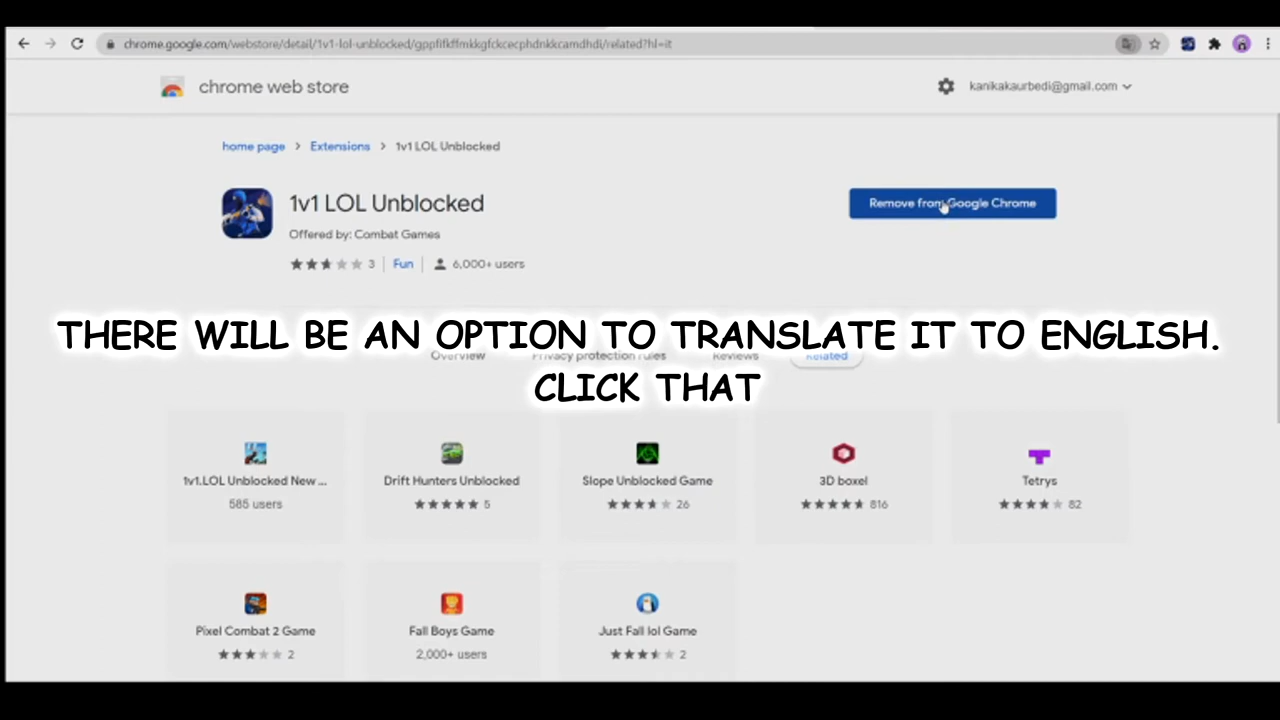 chrome.google.com/webstore/detail/1v1-lol-unblocked/gppfifkffmkkgfckcecphdnkkcamdhdi/related?hl=it
chrome web store
kanikakaurbedi@gmail.com
home page > Extensions > 1v1 LOL Unblocked
1v1 LOL Unblocked
Remove from Google Chrome
Offered by: Combat Games
3 | Fun | 6,000+ users
THERE WILL BE AN OPTION TO TRANSLATE IT TO ENGLISH.
CLICK THAT
Overview Privacy protection rules Reviews Related
1v1.LOL Unblocked New ... Drift Hunters Unblocked Slope Unblocked Game 3D boxel Tetrys
585 users 5 26 816 82
Pixel Combat 2 Game Fall Boys Game Just Fall lol Game
2 2,000+ users 2